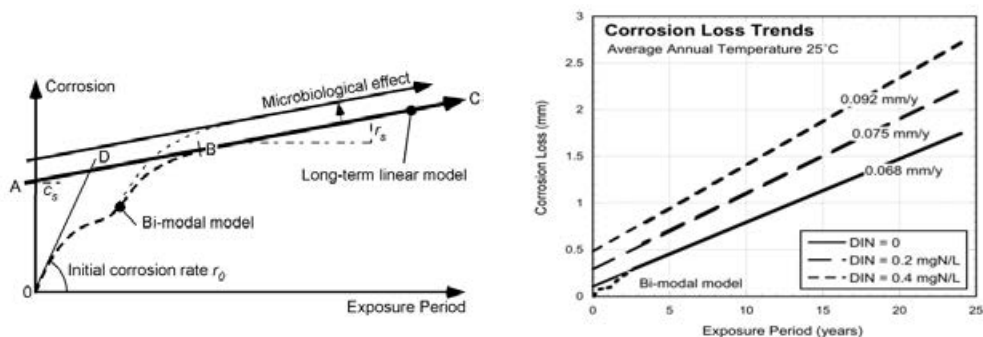 Corrosion
Microbiological effect
C
D
B
r_s
A
c_s
Long-term linear model
Bi-modal model
Initial corrosion rate r_0
0
Exposure Period
Corrosion Loss Trends
Average Annual Temperature 25˚C
3
2.5
2
1.5
1
0.5
0
Corrosion Loss (mm)
0.092 mm/y
0.075 mm/y
0.068 mm/y
DIN = 0
DIN = 0.2 mgN/L
DIN = 0.4 mgN/L
Bi-modal model
0 5 10 15 20 25
Exposure Period (years)